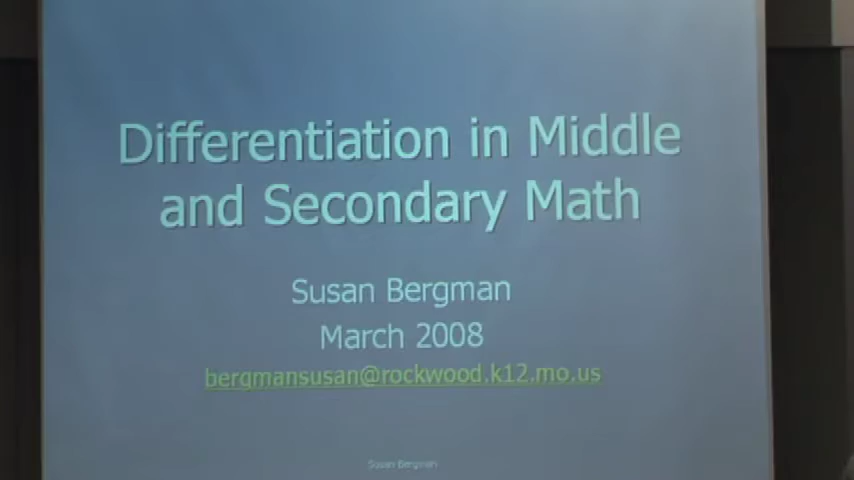 Differentiation in Middle
and Secondary Math
Susan Bergman
March 2008
bergmansusan@rockwood.k12.mo.us
Susan Bergman